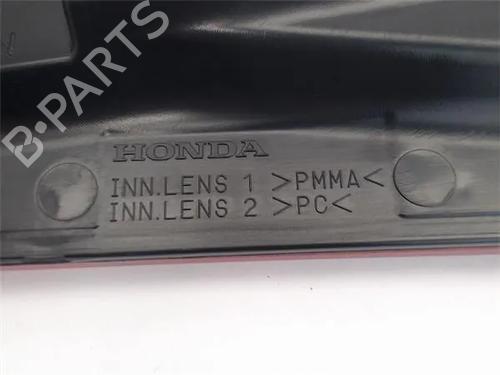 B-PARTS
HONDA
INN.LENS 1 >PMMA<
INN.LENS 2 >PC<